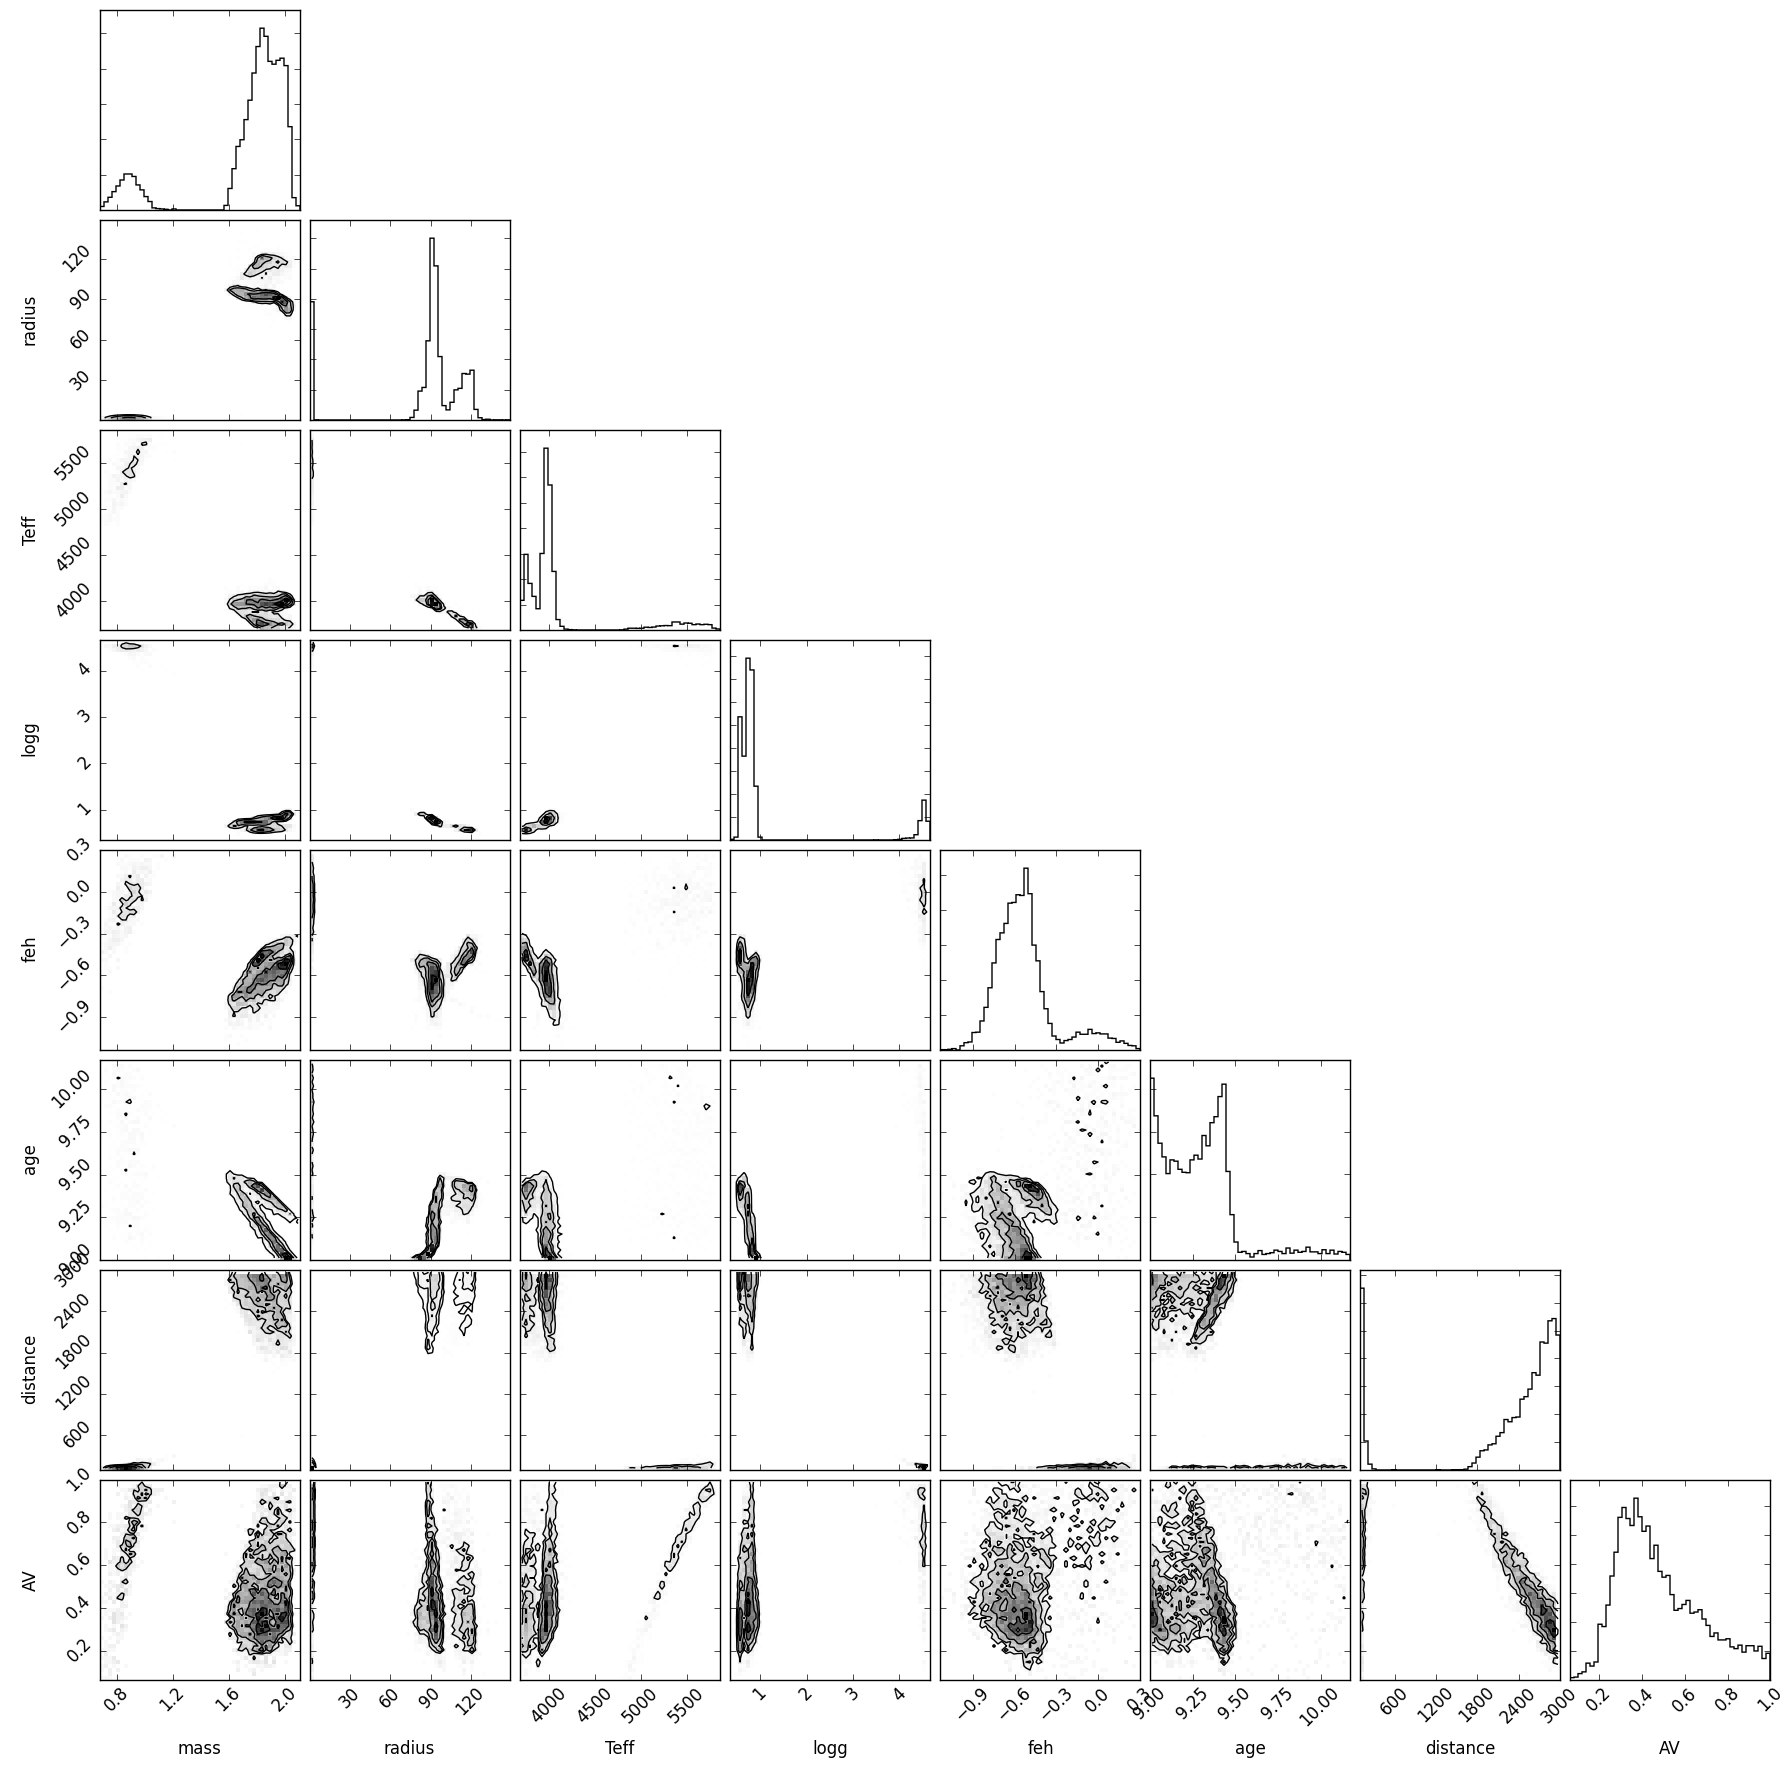 120
90
60
30
radius
5500
5000
4500
4000
Teff
4
3
2
1
logg
0.3
0.0
−0.3
−0.6
−0.9
feh
10.00
9.75
9.50
9.25
9.00
age
3000
2400
1800
1200
600
distance
1.0
0.8
0.6
0.4
0.2
AV
0.8 1.2 1.6 2.0
30 60 90 120
4000 4500 5000 5500
1 2 3 4
−0.9 −0.6 −0.3 0.0 0.3
9.00 9.25 9.50 9.75 10.00
600 1200 1800 2400 3000
0.2 0.4 0.6 0.8 1.0
mass radius Teff logg feh age distance AV